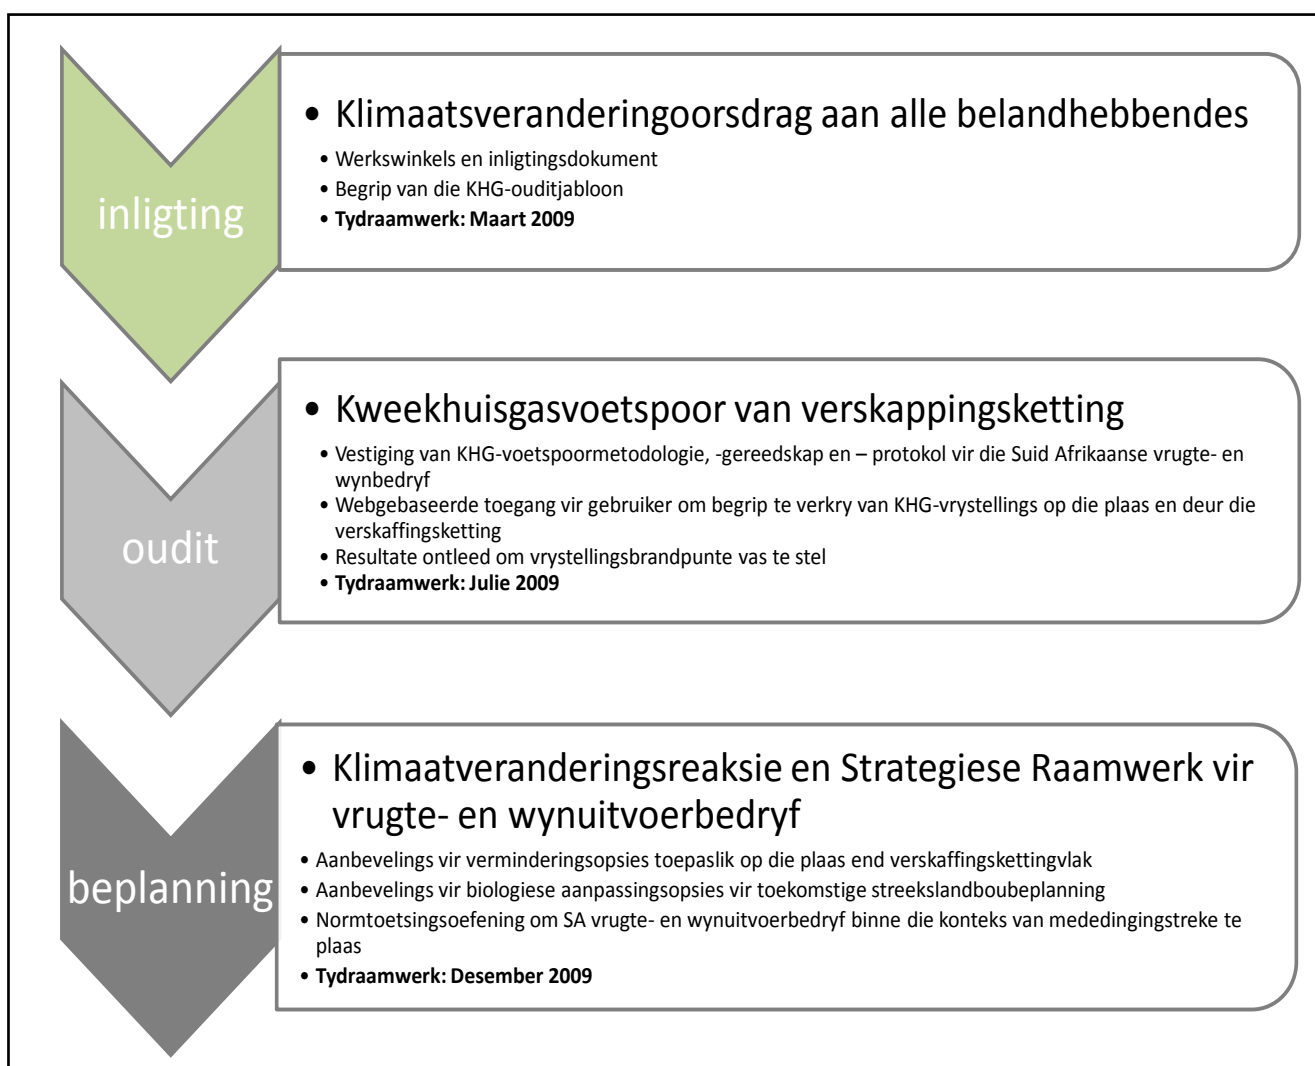 inligting
• Klimaatsveranderingoorsdrag aan alle belandhebbendes
• Werkswinkels en inligtingsdokument
• Begrip van die KHG-ouditjabloon
• Tydraamwerk: Maart 2009
oudit
• Kweekhuisgasvoetspoor van verskappingsketting
• Vestiging van KHG-voetspoormetodologie, -gereedskap en – protokol vir die Suid Afrikaanse vrugte- en
wynbedryf
• Webgebaseerde toegang vir gebruiker om begrip te verkry van KHG-vrystellings op die plaas en deur die
verskaffingsketting
• Resultate ontleed om vrystellingsbrandpunte vas te stel
• Tydraamwerk: Julie 2009
beplanning
• Klimaatveranderingsreaksie en Strategiese Raamwerk vir
vrugte- en wynuitvoerbedryf
• Aanbevelings vir verminderingsopsies toepaslik op die plaas end verskaffingskettingvlak
• Aanbevelings vir biologiese aanpassingsopsies vir toekomstige streekslandboubeplanning
• Normtoetsingsoefening om SA vrugte- en wynuitvoerbedryf binne die konteks van mededingingstreke te
plaas
• Tydraamwerk: Desember 2009